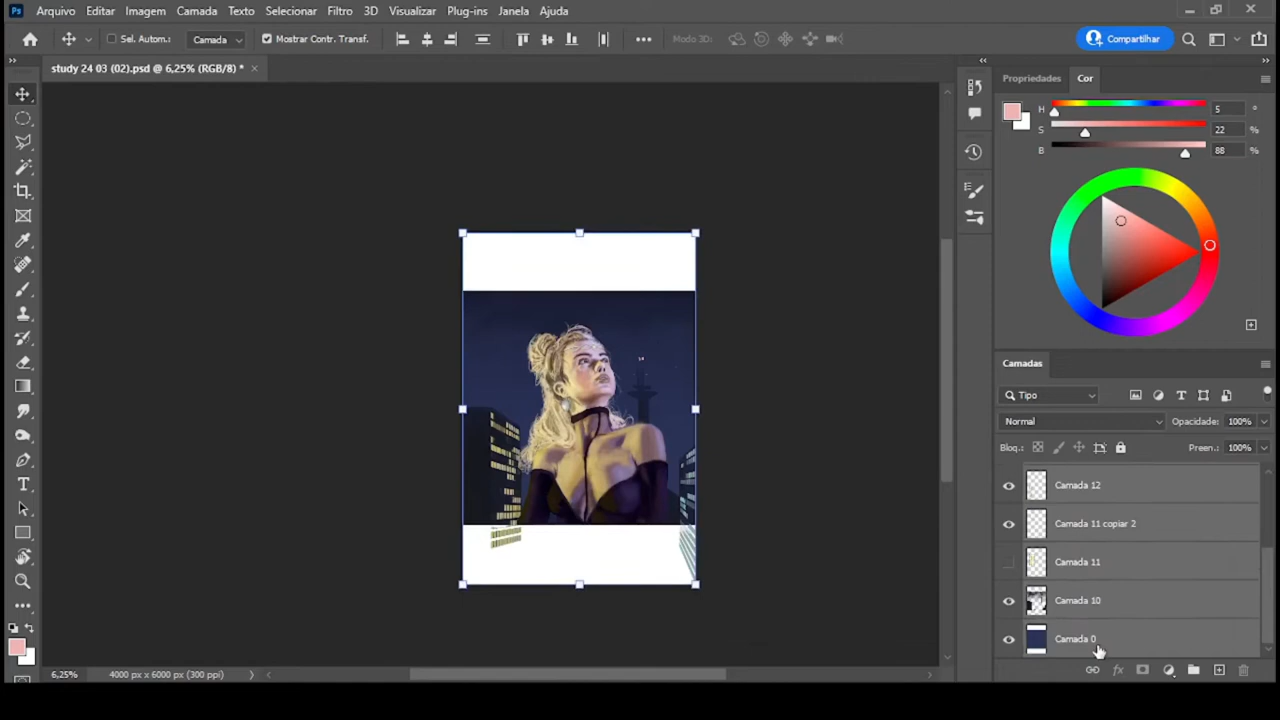 Ps Arquivo Editar Imagem Camada Texto Selecionar Filtro 3D Visualizar Plug-ins Janela Ajuda
Sel. Autom.: Camada Mostrar Contr. Transf. Modo 3D: Compartilhar
study 24 03 (02).psd @ 6,25% (RGB/8) *
Propriedades Cor
H 5 °
S 22 %
B 88 %
Camadas
Tipo
Normal Opacidade: 100%
Bloq.: Preen.: 100%
Camada 12
Camada 11 copiar 2
Camada 11
Camada 10
Camada 0
6,25% 4000 px x 6000 px (300 ppi)